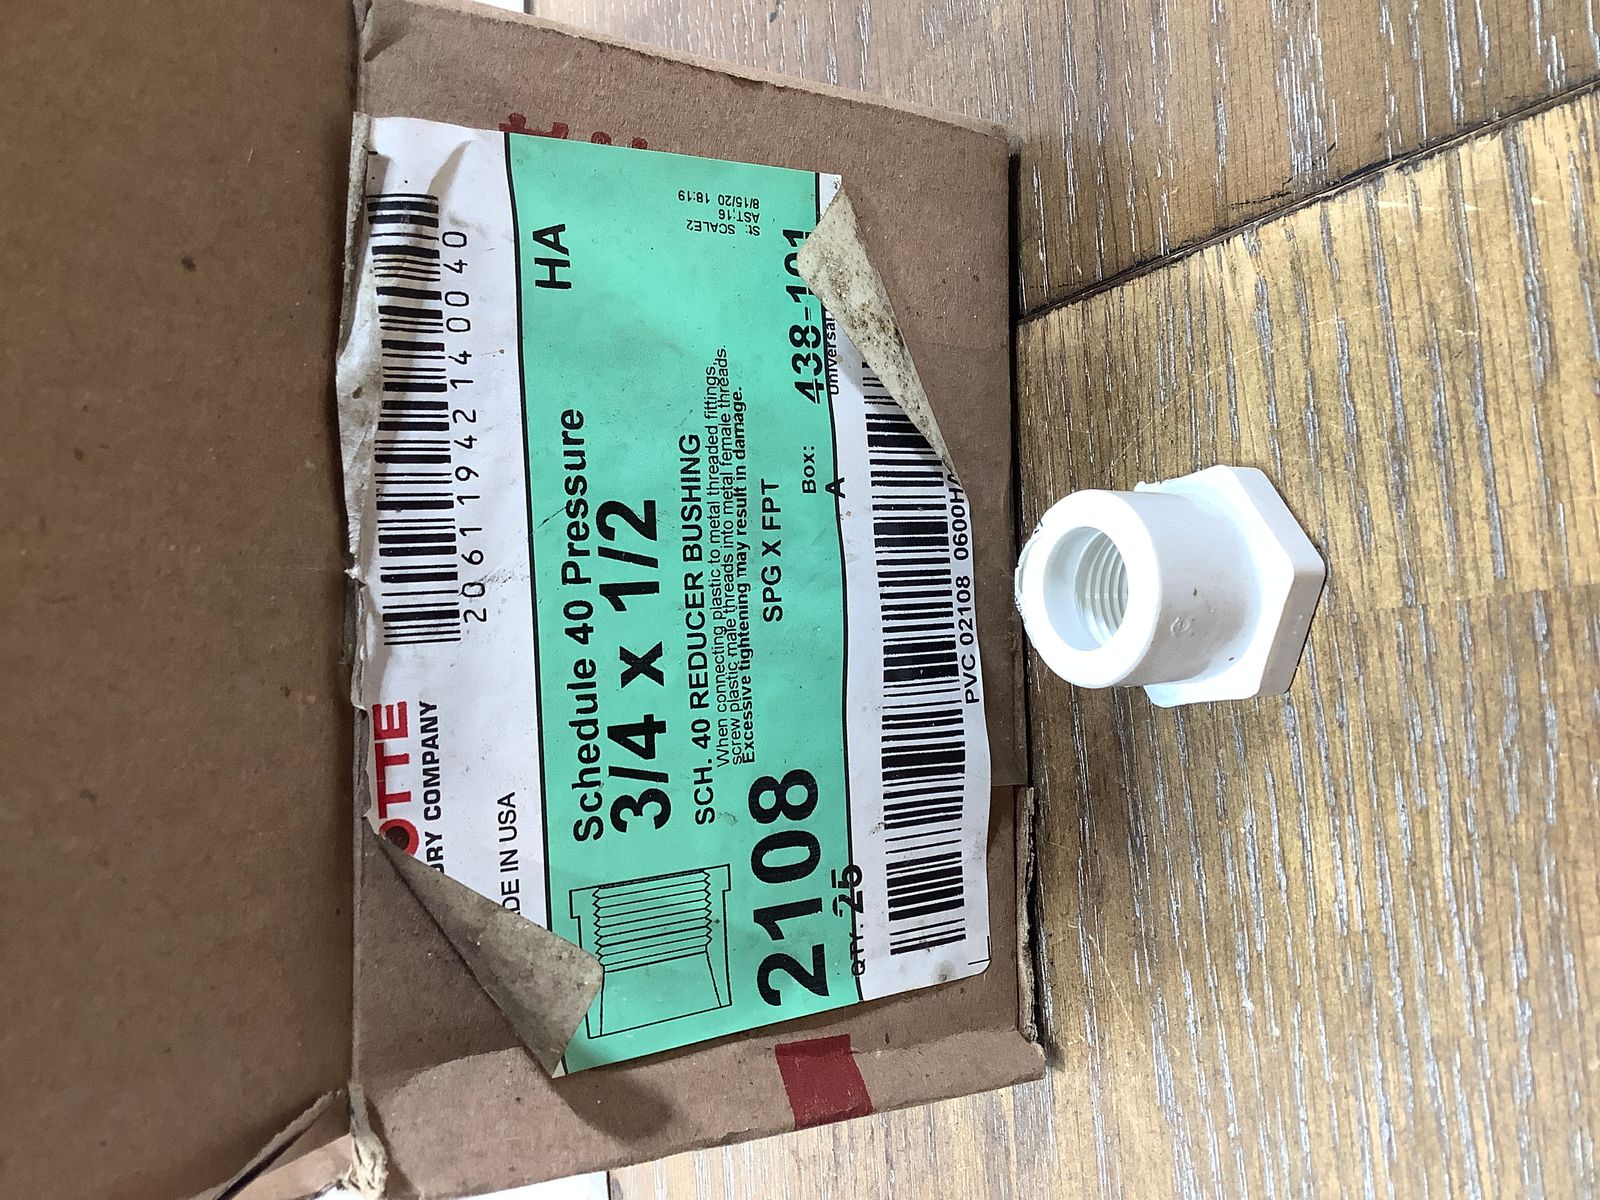 OTTE
DRY COMPANY
DE IN USA
20611942140040
HA
Schedule 40 Pressure
3/4 x 1/2
SCH. 40 REDUCER BUSHING
When connecting plastic to metal threaded fittings,
screw plastic male threads into metal female threads.
Excessive tightening may result in damage.
SPG X FPT
2108
Box: 438-101
St: SCALE2
AST:16
8/15/20 18:19
QTY: 25
A
Universal
PVC 02108 0600HA